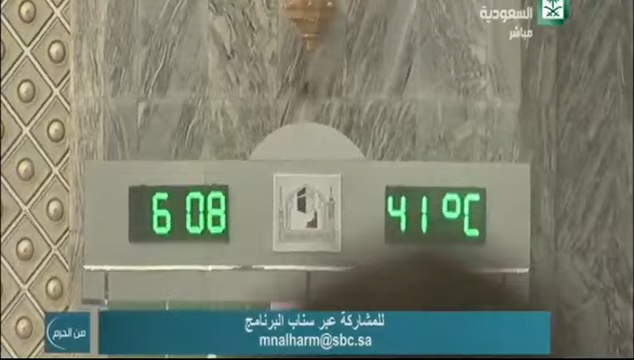 السعودية
مباشر
6 08
41 °C
للمشاركة عبر سناب البرنامج
mnalharm@sbc.sa
من الحرم